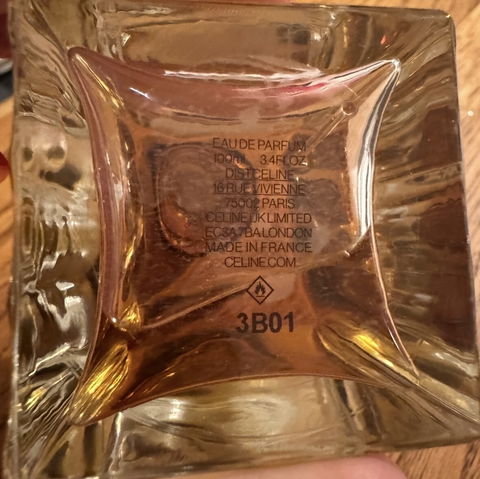 EAU DE PARFUM
100ml 3.4FL.OZ
DIST.CELINE
16 RUE VIVIENNE
75002 PARIS
CELINE UK LIMITED
EC3A 7BA LONDON
MADE IN FRANCE
CELINE.COM
3B01